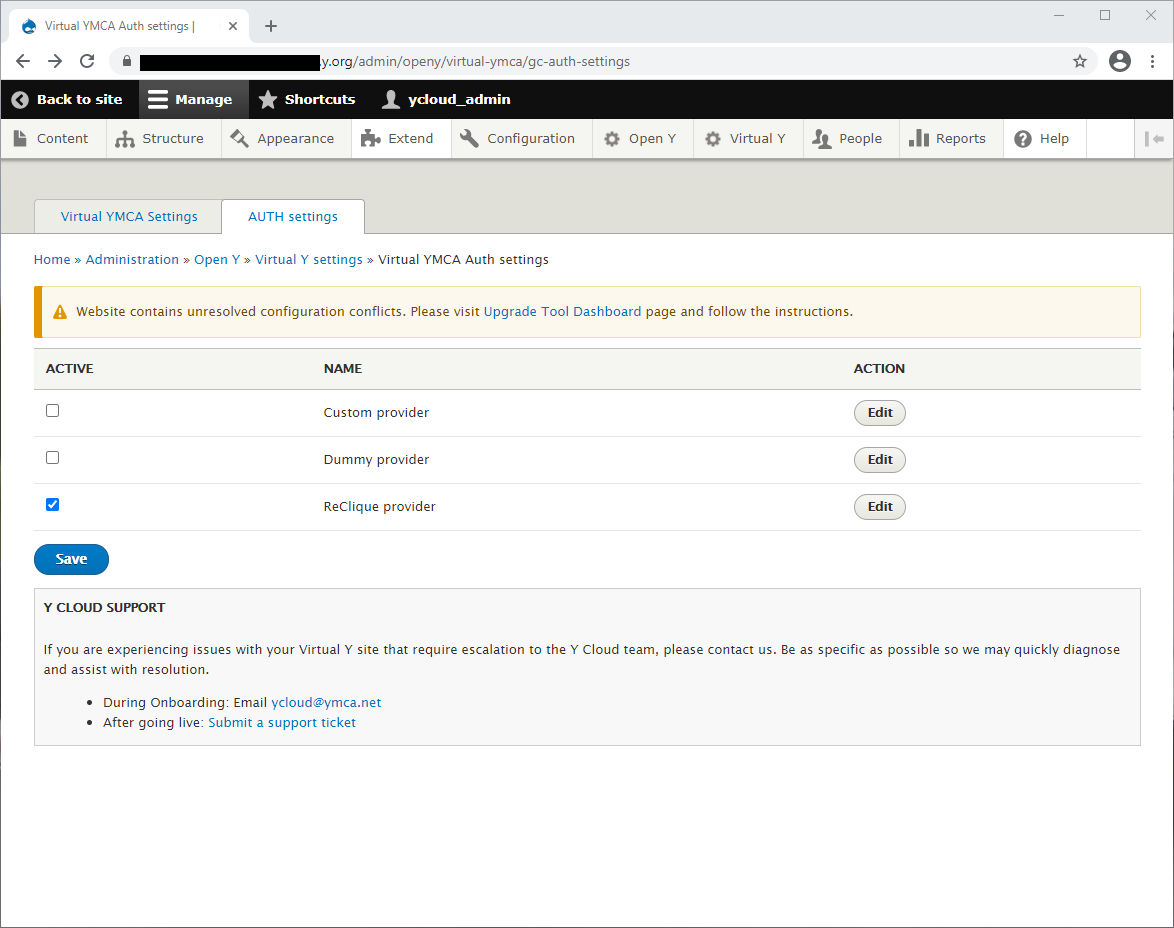 Virtual YMCA Auth settings |
y.org/admin/openy/virtual-ymca/gc-auth-settings
Back to site Manage Shortcuts ycloud_admin
Content Structure Appearance Extend Configuration Open Y Virtual Y People Reports Help
Virtual YMCA Settings AUTH settings
Home » Administration » Open Y » Virtual Y settings » Virtual YMCA Auth settings
Website contains unresolved configuration conflicts. Please visit Upgrade Tool Dashboard page and follow the instructions.
ACTIVE NAME ACTION
Custom provider Edit
Dummy provider Edit
ReClique provider Edit
Save
Y CLOUD SUPPORT
If you are experiencing issues with your Virtual Y site that require escalation to the Y Cloud team, please contact us. Be as specific as possible so we may quickly diagnose
and assist with resolution.
• During Onboarding: Email ycloud@ymca.net
• After going live: Submit a support ticket